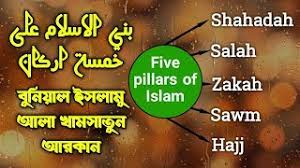 بني الاسلام على
خمسة اركان
বুনিয়াল ইসলামু
আলা খামসাতুন
আরকান
Five
pillars of
Islam
Shahadah
Salah
Zakah
Sawm
Hajj